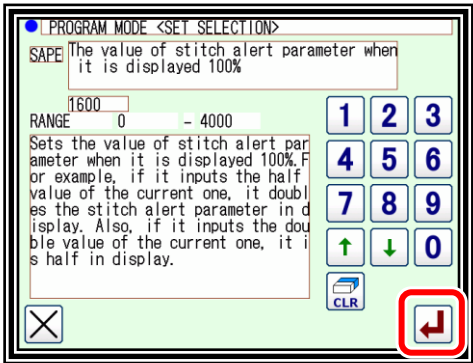 PROGRAM MODE <SET SELECTION>
SAPE The value of stitch alert parameter when
it is displayed 100%
1600
RANGE 0 - 4000
Sets the value of stitch alert par
ameter when it is displayed 100%.F
or example, if it inputs the half
value of the current one, it doubl
es the stitch alert parameter in d
isplay. Also, if it inputs the dou
ble value of the current one, it i
s half in display.
1 2 3
4 5 6
7 8 9
↑ ↓ 0
CLR